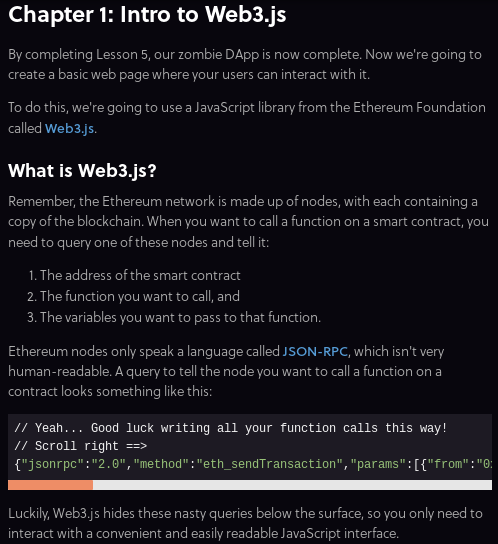 Chapter 1: Intro to Web3.js
By completing Lesson 5, our zombie DApp is now complete. Now we're going to
create a basic web page where your users can interact with it.
To do this, we're going to use a JavaScript library from the Ethereum Foundation
called Web3.js.
What is Web3.js?
Remember, the Ethereum network is made up of nodes, with each containing a
copy of the blockchain. When you want to call a function on a smart contract, you
need to query one of these nodes and tell it:
1. The address of the smart contract
2. The function you want to call, and
3. The variables you want to pass to that function.
Ethereum nodes only speak a language called JSON-RPC, which isn't very
human-readable. A query to tell the node you want to call a function on a
contract looks something like this:
// Yeah... Good luck writing all your function calls this way!
// Scroll right ==>
{"jsonrpc":"2.0","method":"eth_sendTransaction","params":[{"from":"0
Luckily, Web3.js hides these nasty queries below the surface, so you only need to
interact with a convenient and easily readable JavaScript interface.